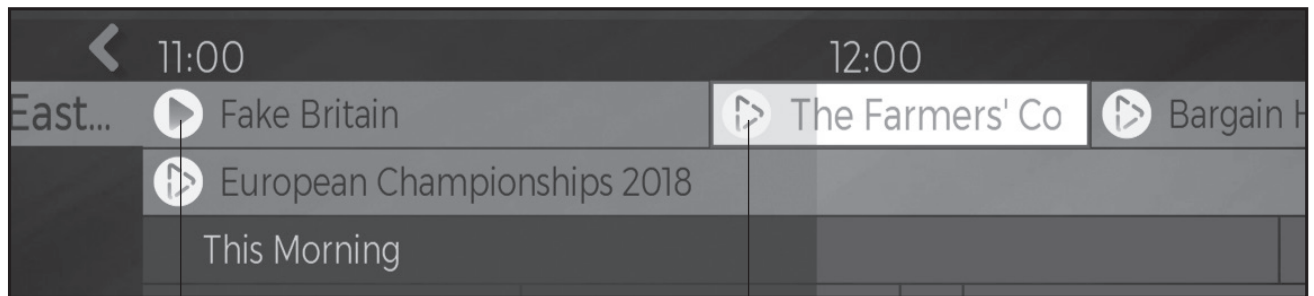 11:00 12:00
East... Fake Britain The Farmers' Co Bargain H
European Championships 2018
This Morning